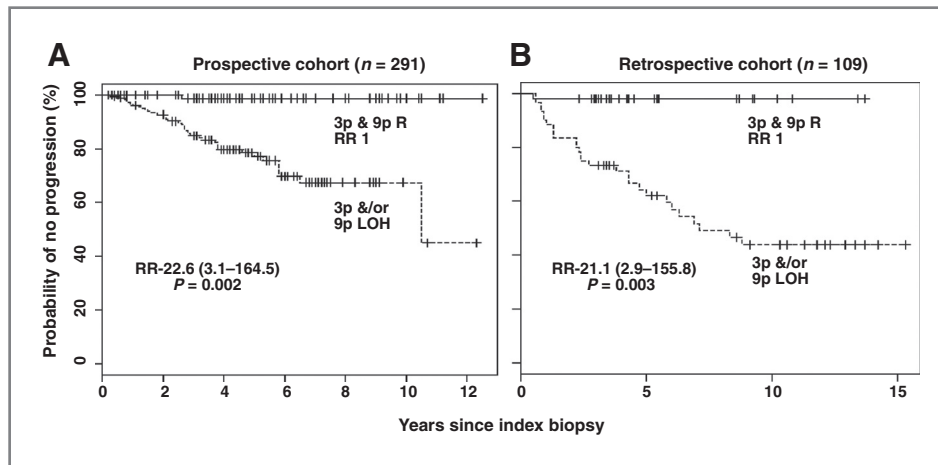 A
Prospective cohort (n = 291)
Probability of no progression (%)
100
80
60
40
20
0
3p & 9p R
RR 1
3p &/or
9p LOH
RR-22.6 (3.1–164.5)
P = 0.002
0 2 4 6 8 10 12
B
Retrospective cohort (n = 109)
3p & 9p R
RR 1
RR-21.1 (2.9–155.8)
P = 0.003
3p &/or
9p LOH
0 5 10 15
Years since index biopsy